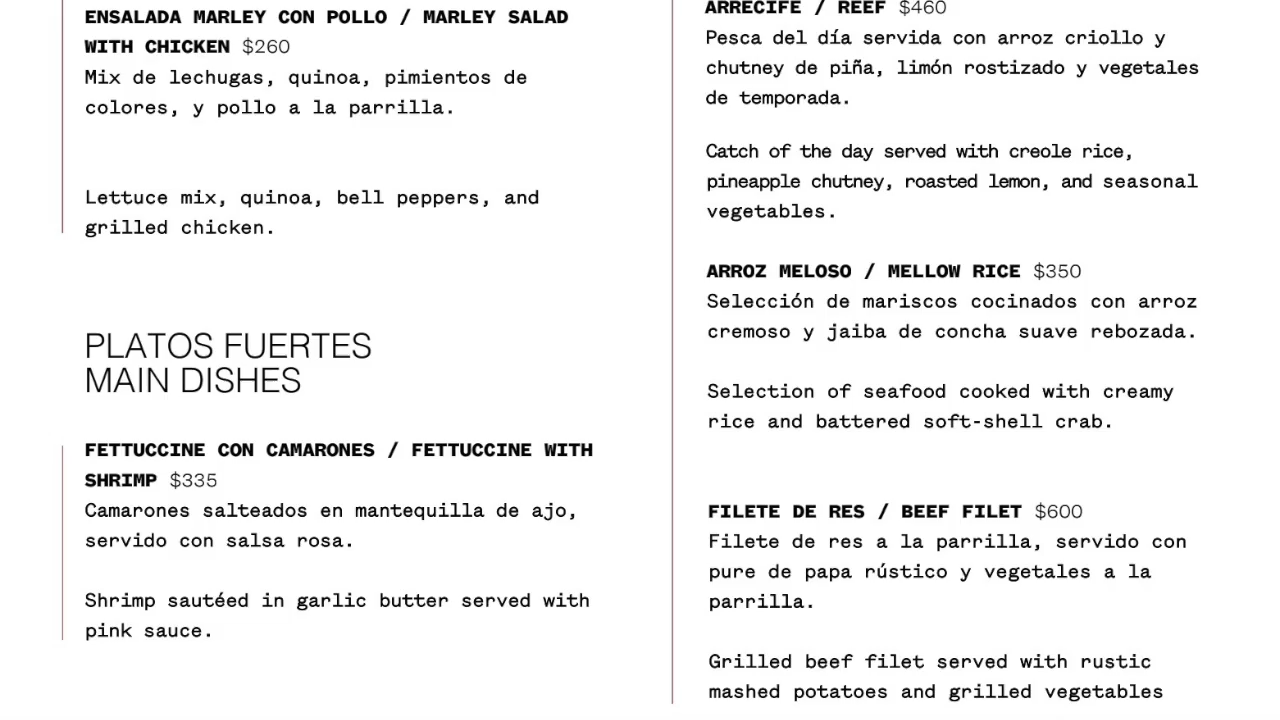 ENSALADA MARLEY CON POLLO / MARLEY SALAD
WITH CHICKEN $260
Mix de lechugas, quinoa, pimientos de
colores, y pollo a la parrilla.
Lettuce mix, quinoa, bell peppers, and
grilled chicken.
PLATOS FUERTES
MAIN DISHES
FETTUCCINE CON CAMARONES / FETTUCCINE WITH
SHRIMP $335
Camarones salteados en mantequilla de ajo,
servido con salsa rosa.
Shrimp sautéed in garlic butter served with
pink sauce.
ARRECIFE / REEF $460
Pesca del día servida con arroz criollo y
chutney de piña, limón rostizado y vegetales
de temporada.
Catch of the day served with creole rice,
pineapple chutney, roasted lemon, and seasonal
vegetables.
ARROZ MELOSO / MELLOW RICE $350
Selección de mariscos cocinados con arroz
cremoso y jaiba de concha suave rebozada.
Selection of seafood cooked with creamy
rice and battered soft-shell crab.
FILETE DE RES / BEEF FILET $600
Filete de res a la parrilla, servido con
pure de papa rústico y vegetales a la
parrilla.
Grilled beef filet served with rustic
mashed potatoes and grilled vegetables